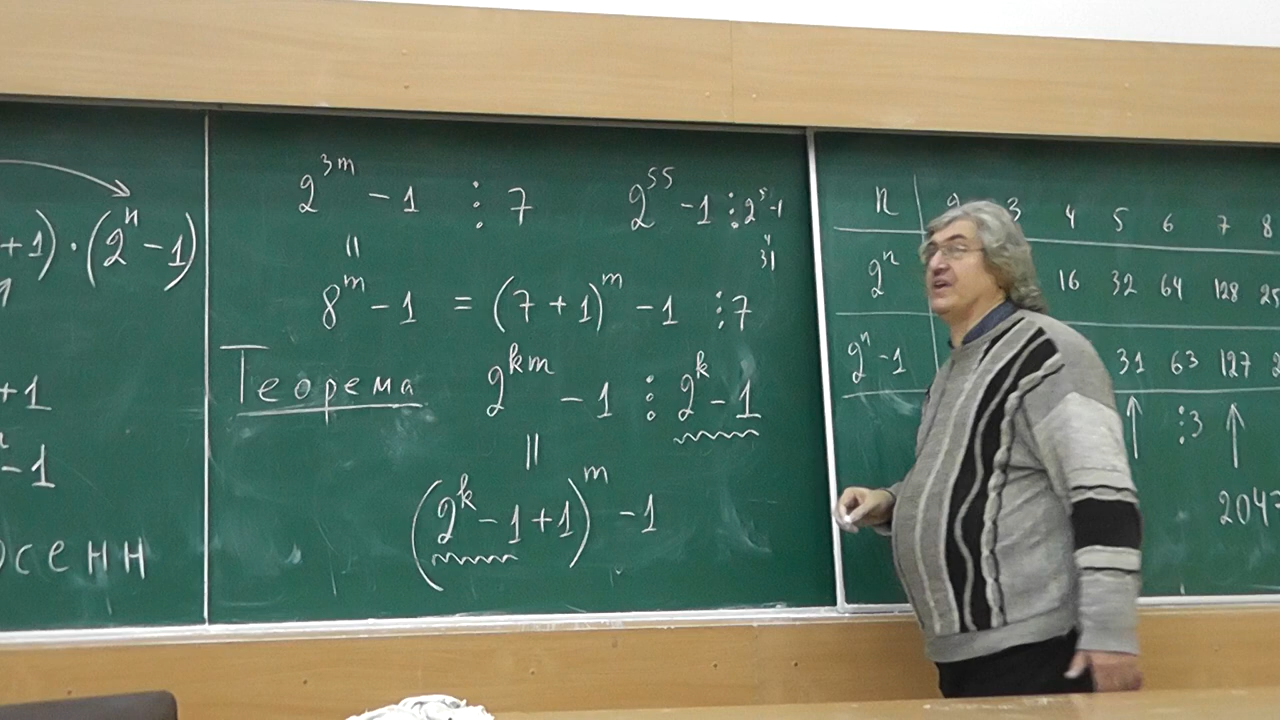 +1) · (2ⁿ − 1)
+1
− 1
2³ᵐ − 1 ⋮ 7
2⁵⁵ − 1 ⋮ 2⁵ − 1
31
=
8ᵐ − 1 = (7 + 1)ᵐ − 1 ⋮ 7
Теорема 2ᵏᵐ − 1 ⋮ 2ᵏ − 1
=
(2ᵏ − 1 + 1)ᵐ − 1
n 3 4 5 6 7 8
2ⁿ 16 32 64 128 25
2ⁿ − 1 31 63 127 2
⋮3
2047